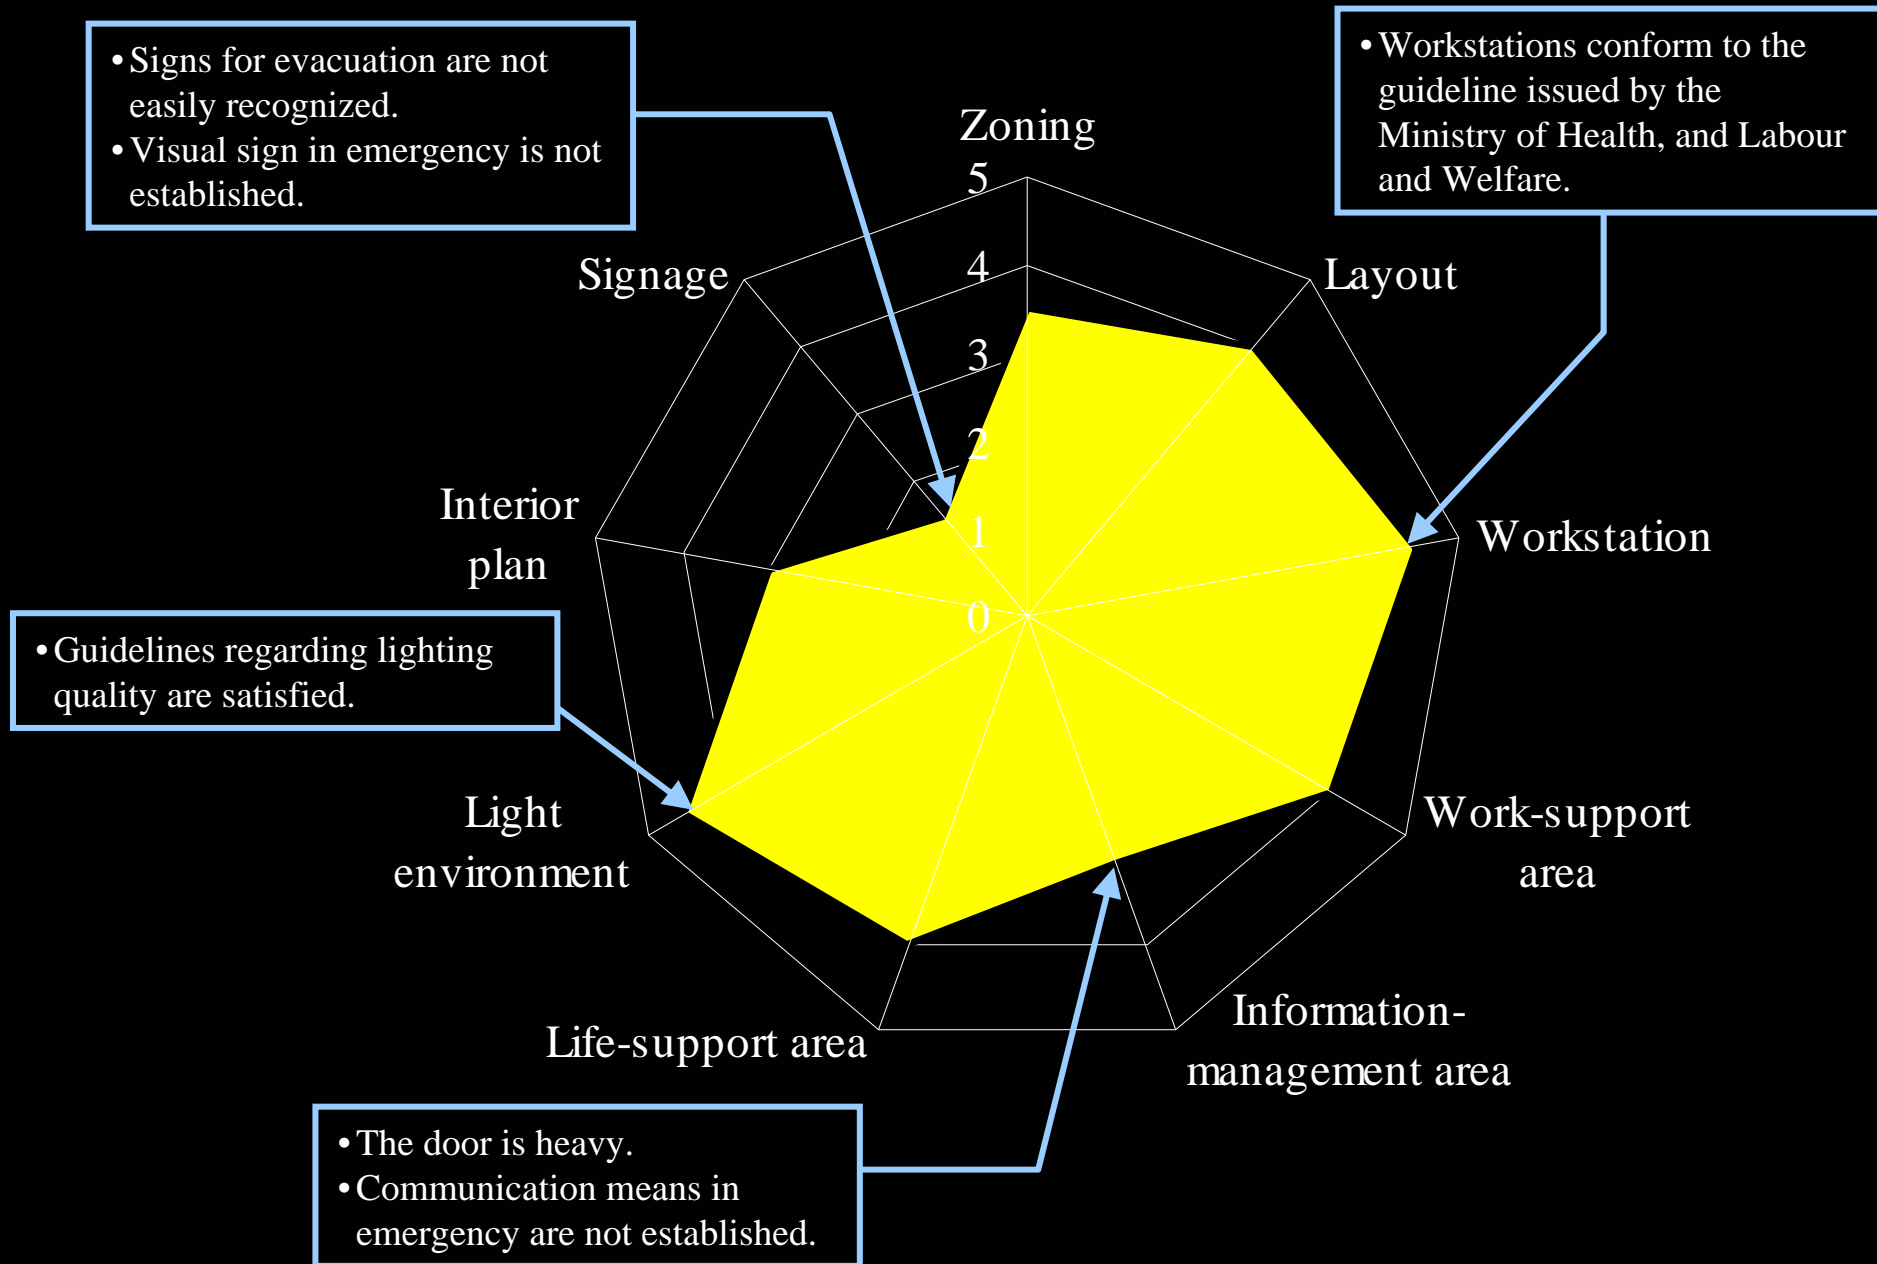 • Signs for evacuation are not
easily recognized.
• Visual sign in emergency is not
established.
• Workstations conform to the
guideline issued by the
Ministry of Health, and Labour
and Welfare.
Zoning
5
4
3
2
1
0
Layout
Signage
Workstation
Interior
plan
• Guidelines regarding lighting
quality are satisfied.
Light
environment
Work-support
area
Information-
management area
Life-support area
• The door is heavy.
• Communication means in
emergency are not established.